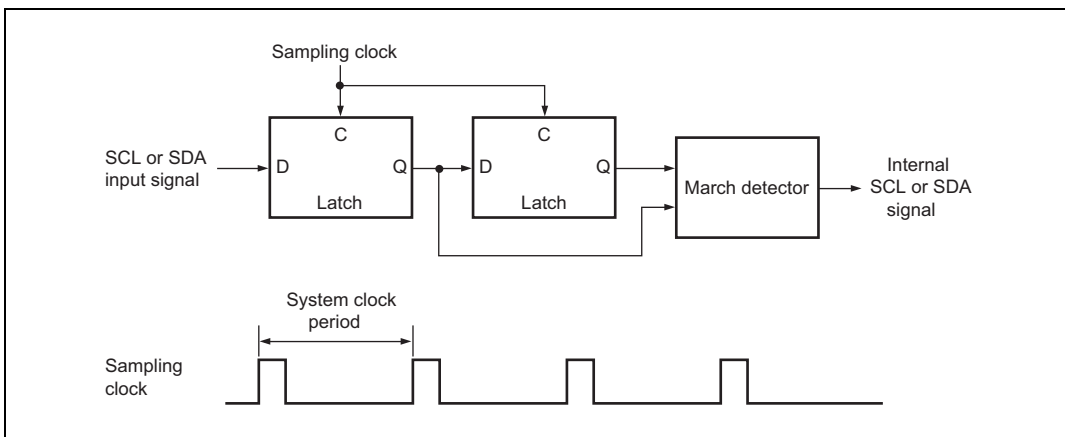 Sampling clock
C
C
SCL or SDA
input signal
D
Q
D
Q
Latch
Latch
March detector
Internal
SCL or SDA
signal
System clock
period
Sampling
clock